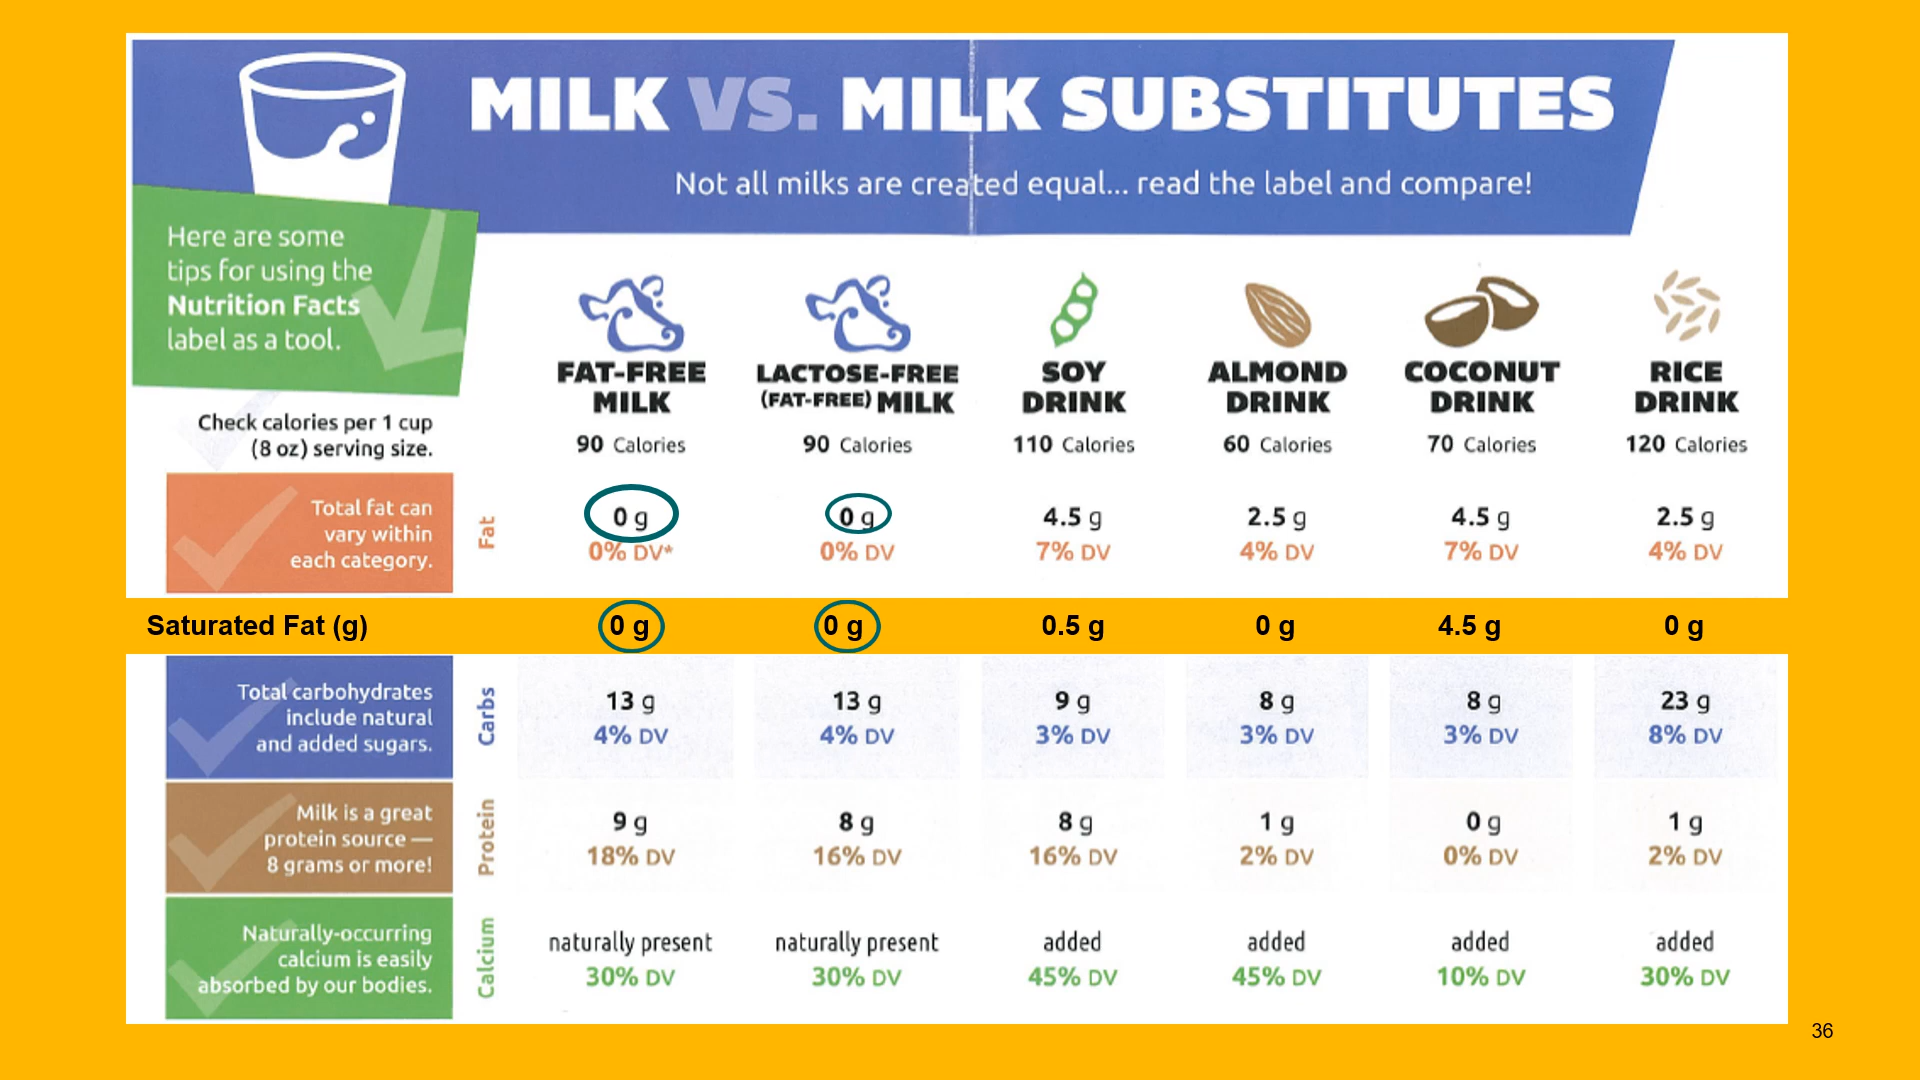 MILK VS. MILK SUBSTITUTES
Not all milks are created equal... read the label and compare!
Here are some
tips for using the
Nutrition Facts
label as a tool.
FAT-FREE
MILK
LACTOSE-FREE
(FAT-FREE) MILK
SOY
DRINK
ALMOND
DRINK
COCONUT
DRINK
RICE
DRINK
Check calories per 1 cup
(8 oz) serving size.
90 Calories
90 Calories
110 Calories
60 Calories
70 Calories
120 Calories
Total fat can
vary within
each category.
Fat
0 g
0% DV*
0 g
0% DV
4.5 g
7% DV
2.5 g
4% DV
4.5 g
7% DV
2.5 g
4% DV
Saturated Fat (g)
0 g
0 g
0.5 g
0 g
4.5 g
0 g
Total carbohydrates
include natural
and added sugars.
Carbs
13 g
4% DV
13 g
4% DV
9 g
3% DV
8 g
3% DV
8 g
3% DV
23 g
8% DV
Milk is a great
protein source —
8 grams or more!
Protein
9 g
18% DV
8 g
16% DV
8 g
16% DV
1 g
2% DV
0 g
0% DV
1 g
2% DV
Naturally-occurring
calcium is easily
absorbed by our bodies.
Calcium
naturally present
30% DV
naturally present
30% DV
added
45% DV
added
45% DV
added
10% DV
added
30% DV
36